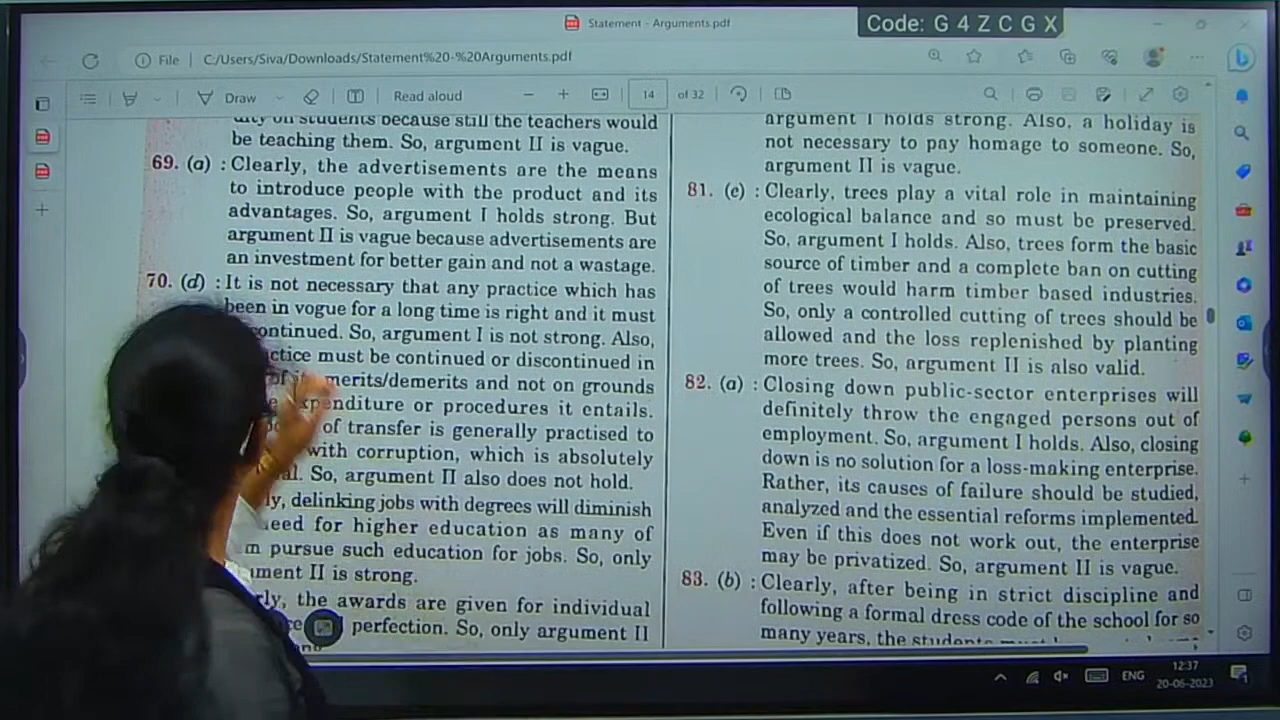 Statement - Arguments.pdf
Code: G 4 Z C G X
File C:/Users/Siva/Downloads/Statement%20-%20Arguments.pdf
Draw
Read aloud
14 of 32
on students because still the teachers would
be teaching them. So, argument II is vague.
69. (a) : Clearly, the advertisements are the means
to introduce people with the product and its
advantages. So, argument I holds strong. But
argument II is vague because advertisements are
an investment for better gain and not a wastage.
70. (d) : It is not necessary that any practice which has
been in vogue for a long time is right and it must
continued. So, argument I is not strong. Also,
must be continued or discontinued in
merits/demerits and not on grounds
expenditure or procedures it entails.
of transfer is generally practised to
with corruption, which is absolutely
So, argument II also does not hold.
delinking jobs with degrees will diminish
need for higher education as many of
pursue such education for jobs. So, only
II is strong.
the awards are given for individual
perfection. So, only argument II
argument I holds strong. Also, a holiday is
not necessary to pay homage to someone. So,
argument II is vague.
81. (e) : Clearly, trees play a vital role in maintaining
ecological balance and so must be preserved.
So, argument I holds. Also, trees form the basic
source of timber and a complete ban on cutting
of trees would harm timber based industries.
So, only a controlled cutting of trees should be
allowed and the loss replenished by planting
more trees. So, argument II is also valid.
82. (a) : Closing down public-sector enterprises will
definitely throw the engaged persons out of
employment. So, argument I holds. Also, closing
down is no solution for a loss-making enterprise.
Rather, its causes of failure should be studied,
analyzed and the essential reforms implemented.
Even if this does not work out, the enterprise
may be privatized. So, argument II is vague.
83. (b) : Clearly, after being in strict discipline and
following a formal dress code of the school for so
many years, the students must
ENG
12:37
20-06-2023